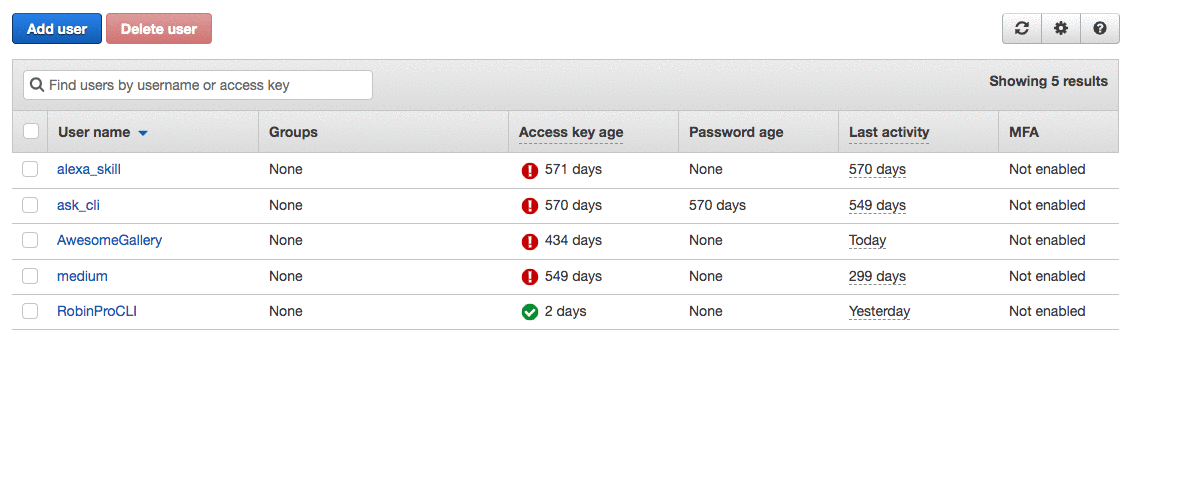 Add user Delete user
Find users by username or access key Showing 5 results
User name Groups Access key age Password age Last activity MFA
alexa_skill None 571 days None 570 days Not enabled
ask_cli None 570 days 570 days 549 days Not enabled
AwesomeGallery None 434 days None Today Not enabled
medium None 549 days None 299 days Not enabled
RobinProCLI None 2 days None Yesterday Not enabled